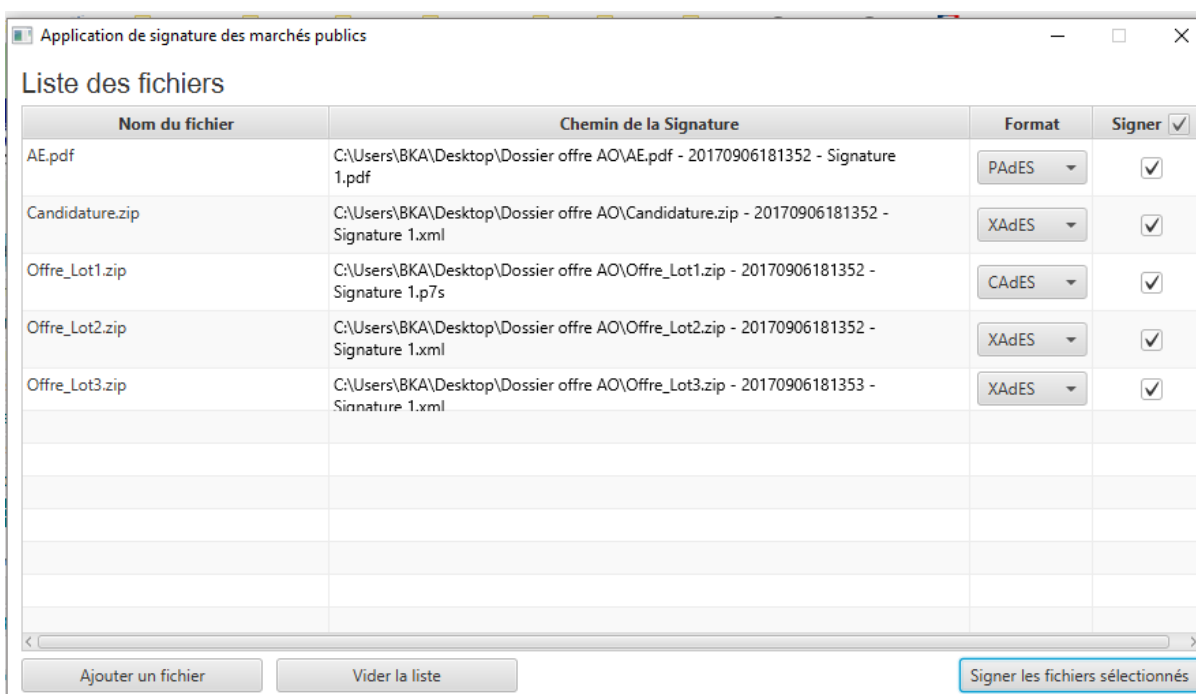 Application de signature des marchés publics
Liste des fichiers
Nom du fichier Chemin de la Signature Format Signer
AE.pdf C:\Users\BKA\Desktop\Dossier offre AO\AE.pdf - 20170906181352 - Signature PAdES
1.pdf
Candidature.zip C:\Users\BKA\Desktop\Dossier offre AO\Candidature.zip - 20170906181352 - XAdES
Signature 1.xml
Offre_Lot1.zip C:\Users\BKA\Desktop\Dossier offre AO\Offre_Lot1.zip - 20170906181352 - CAdES
Signature 1.p7s
Offre_Lot2.zip C:\Users\BKA\Desktop\Dossier offre AO\Offre_Lot2.zip - 20170906181352 - XAdES
Signature 1.xml
Offre_Lot3.zip C:\Users\BKA\Desktop\Dossier offre AO\Offre_Lot3.zip - 20170906181353 - XAdES
Signature 1.xml
Ajouter un fichier Vider la liste Signer les fichiers sélectionnés